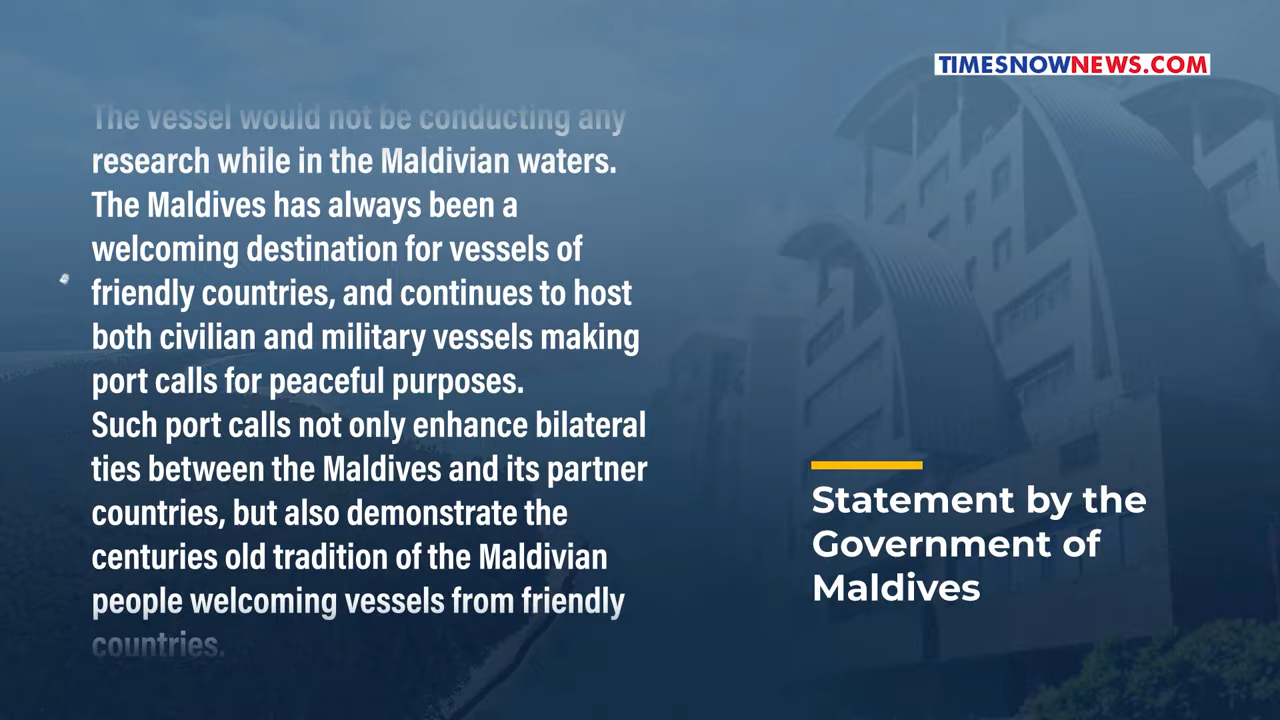 TIMESNOWNEWS.COM
The vessel would not be conducting any
research while in the Maldivian waters.
The Maldives has always been a
welcoming destination for vessels of
friendly countries, and continues to host
both civilian and military vessels making
port calls for peaceful purposes.
Such port calls not only enhance bilateral
ties between the Maldives and its partner
countries, but also demonstrate the
centuries old tradition of the Maldivian
people welcoming vessels from friendly
countries.
Statement by the
Government of
Maldives